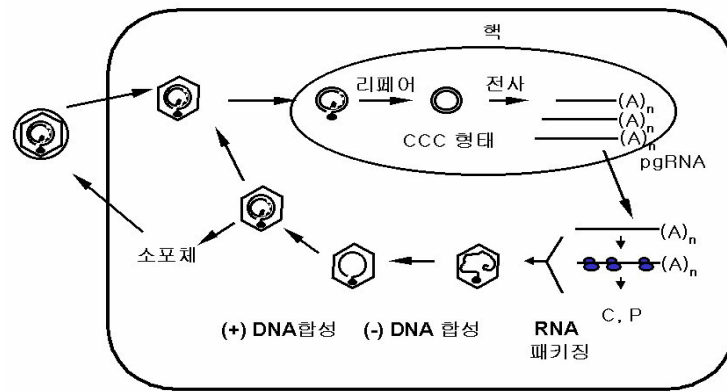 핵
리페어
전사
(A)n
(A)n
(A)n
CCC 형태
pgRNA
(A)n
(A)n
소포체
C, P
(+) DNA합성
(-) DNA 합성
RNA
패키징